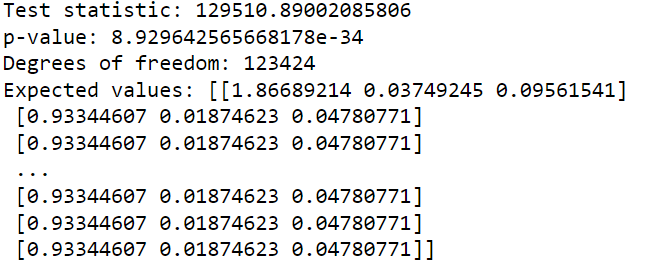 Test statistic: 129510.89002085806
p-value: 8.929642565668178e-34
Degrees of freedom: 123424
Expected values: [[1.86689214 0.03749245 0.09561541]
[0.93344607 0.01874623 0.04780771]
[0.93344607 0.01874623 0.04780771]
...
[0.93344607 0.01874623 0.04780771]
[0.93344607 0.01874623 0.04780771]
[0.93344607 0.01874623 0.04780771]]